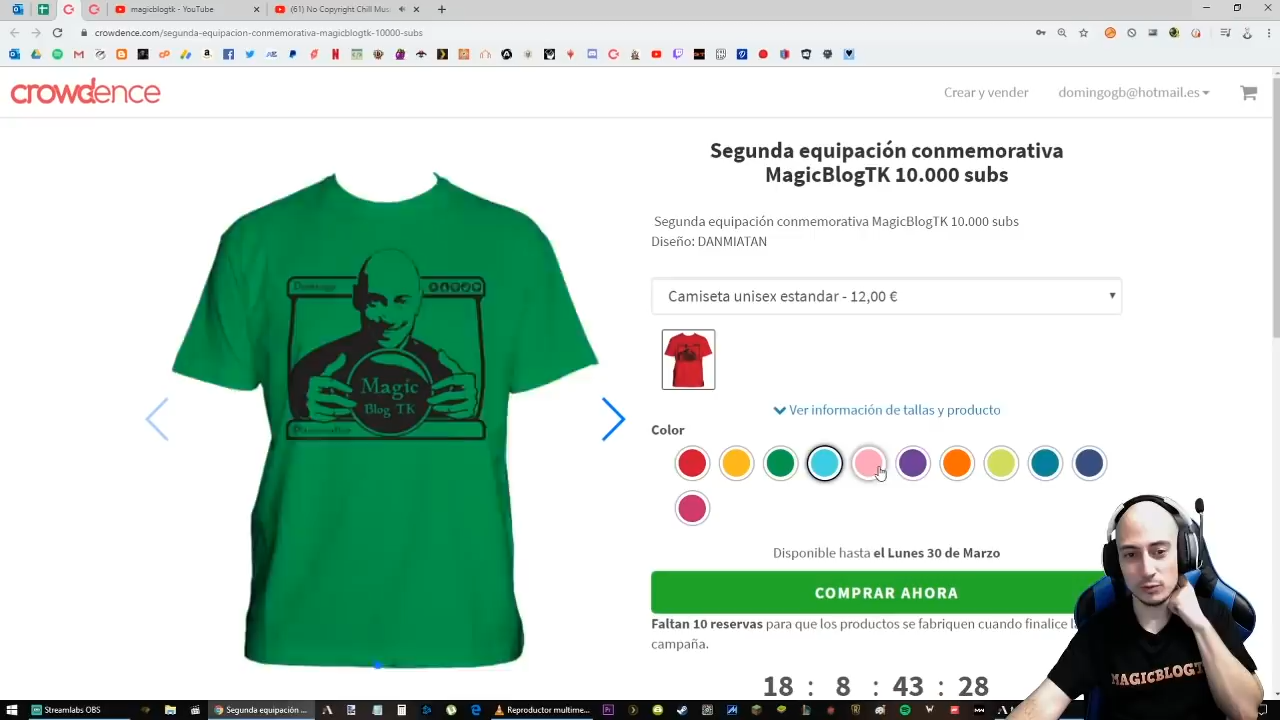 magicblogtk - YouTube
(61) No Copyright Chill Mus
crowdence.com/segunda-equipacion-conmemorativa-magicblogtk-10000-subs
crowdence
Crear y vender
domingogb@hotmail.es
Segunda equipación conmemorativa
MagicBlogTK 10.000 subs
Segunda equipación conmemorativa MagicBlogTK 10.000 subs
Diseño: DANMIATAN
Camiseta unisex estandar - 12,00 €
Ver información de tallas y producto
Color
Magic
Blog TK
Disponible hasta el Lunes 30 de Marzo
COMPRAR AHORA
Faltan 10 reservas para que los productos se fabriquen cuando finalice
campaña.
18 : 8 : 43 : 28
MAGICBLOGT
Streamlabs OBS
Segunda equipación ...
Reproductor multime...